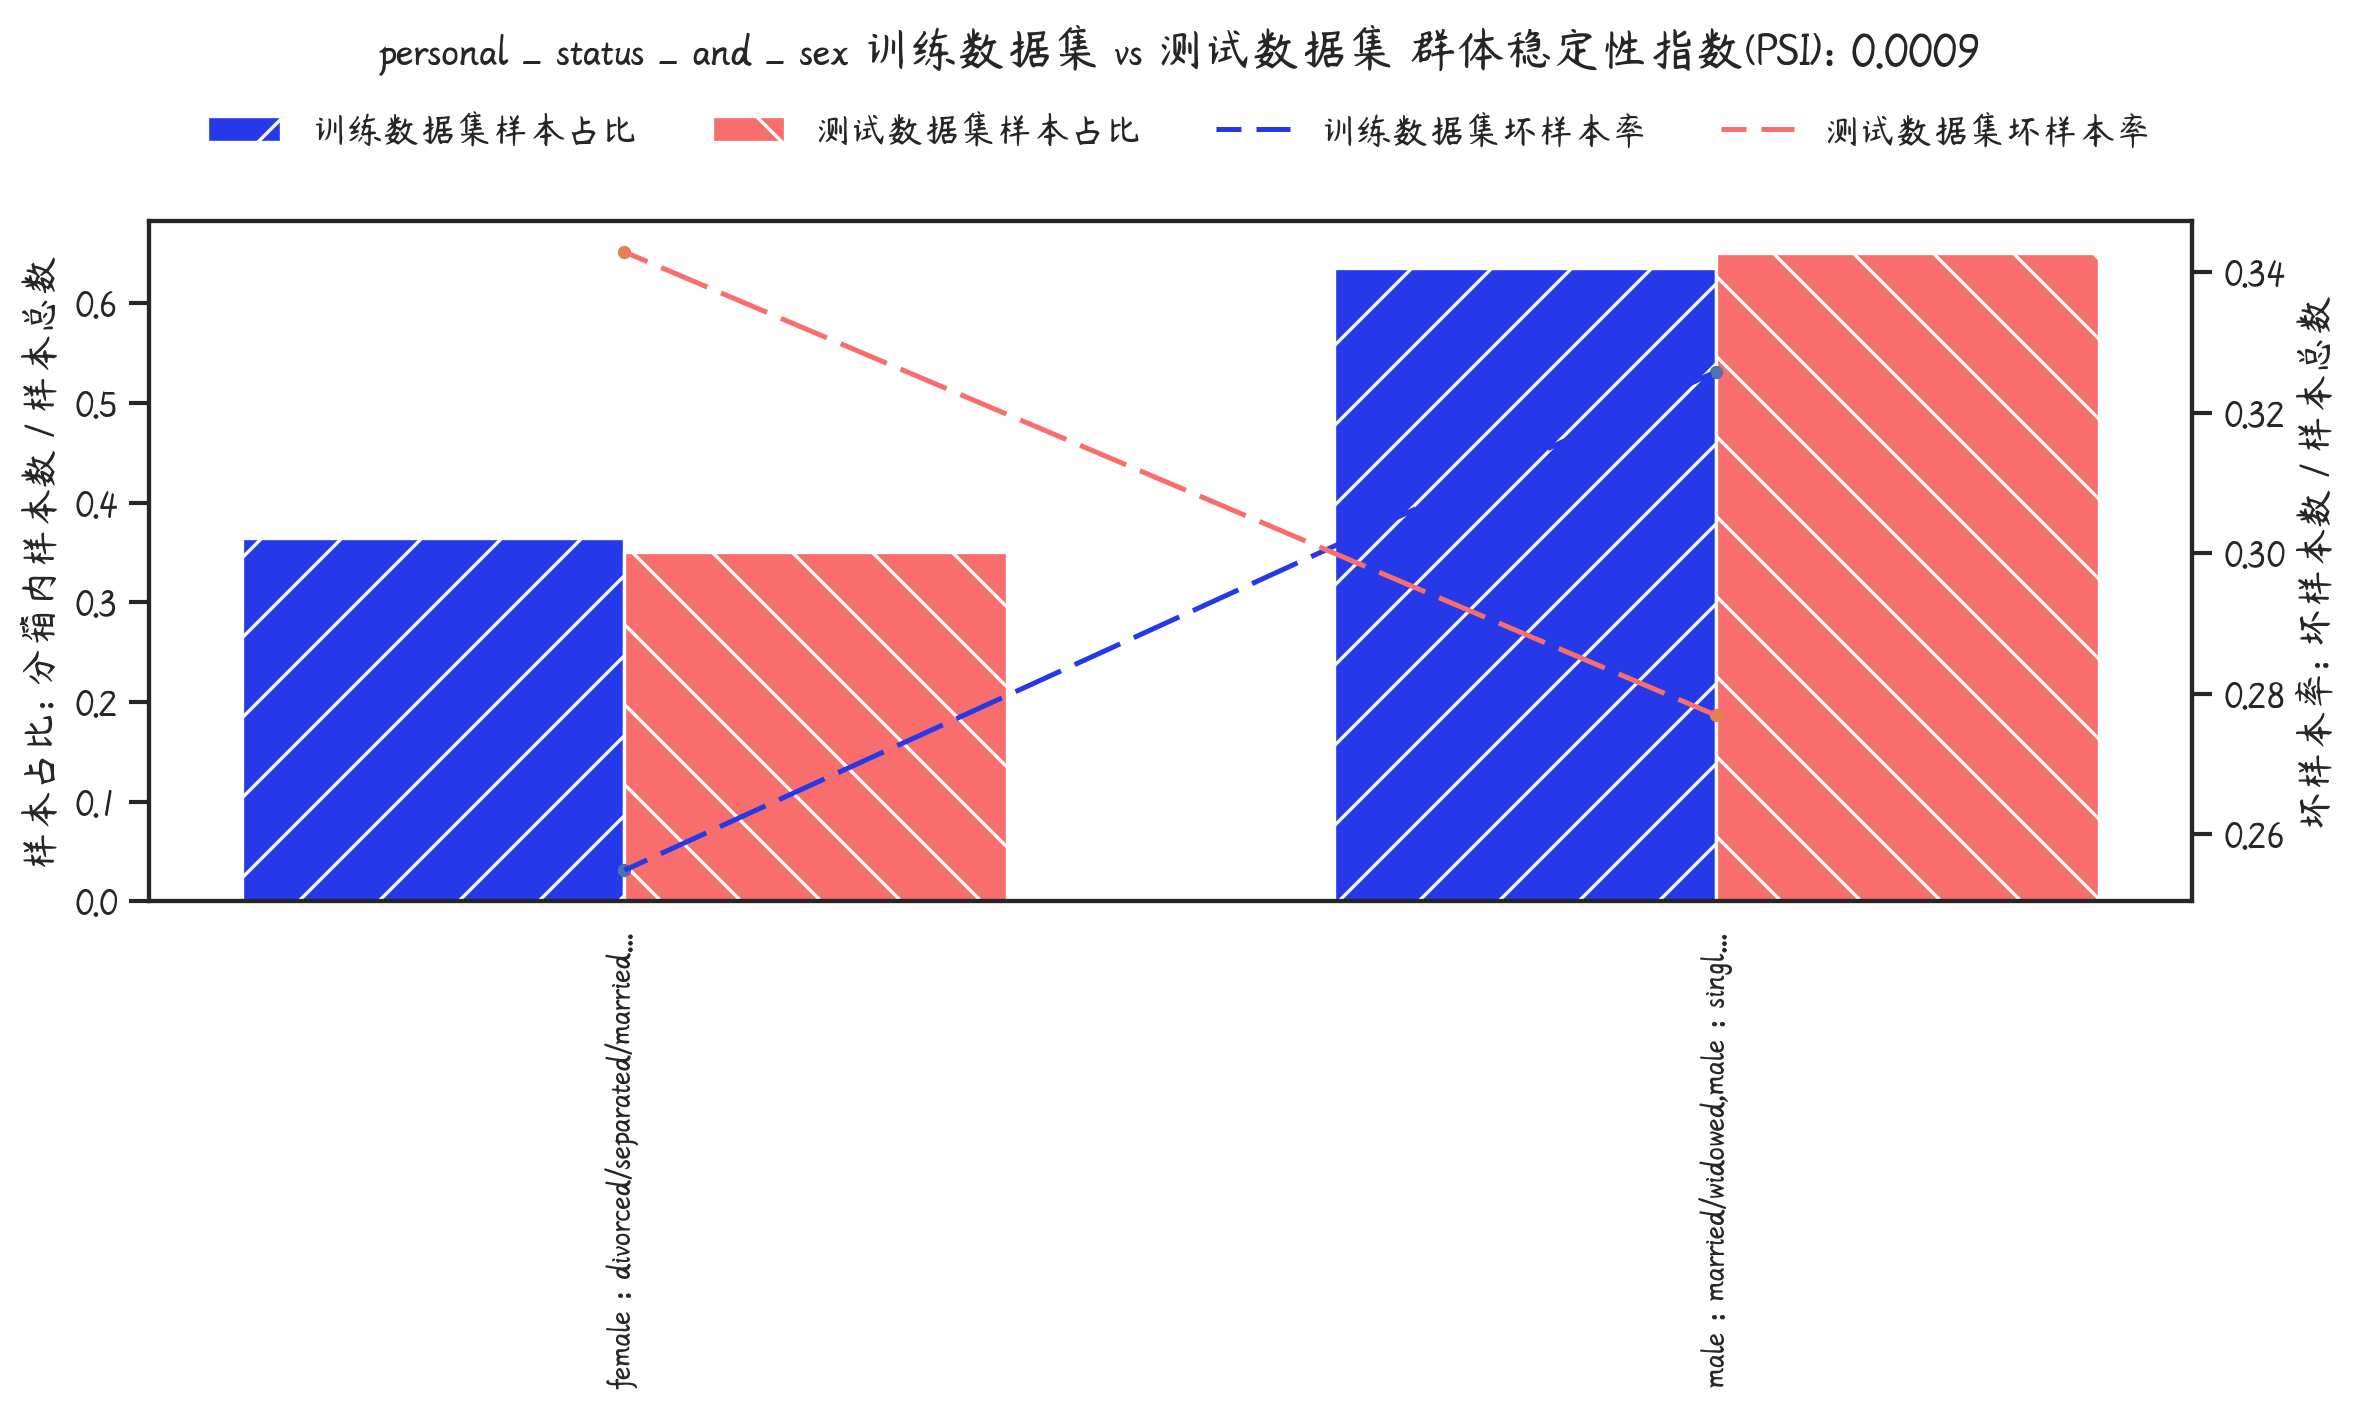 personal _ status _ and _ sex 训练数据集 vs 测试数据集 群体稳定性指数(PSI): 0.0009
训练数据集样本占比 测试数据集样本占比 训练数据集坏样本率 测试数据集坏样本率
样本占比: 分箱内样本数 / 样本总数
0.6
0.5
0.4
0.3
0.2
0.1
0.0
0.34
0.32
0.30
0.28
0.26
坏样本率: 坏样本数 / 样本总数
female : divorced/separated/married...
male : married/widowed,male : singl...